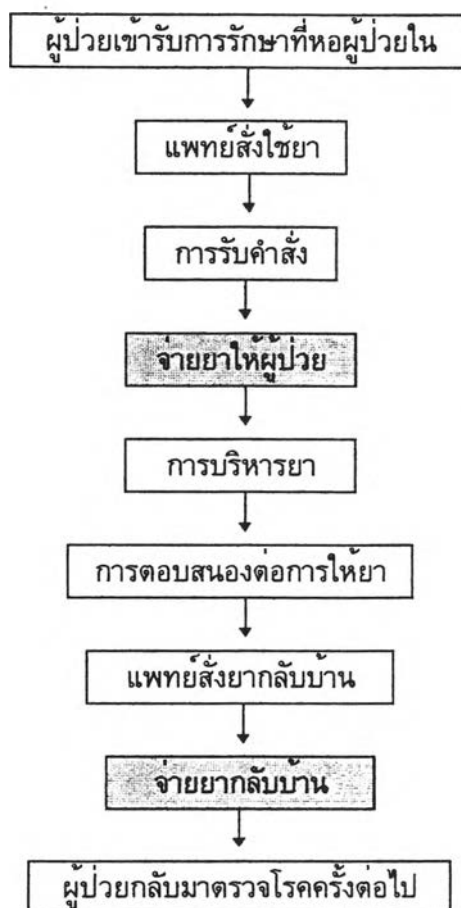 ผู้ป่วยเข้ารับการรักษาที่หอผู้ป่วยใน
แพทย์สั่งใช้ยา
การรับคำสั่ง
จ่ายยาให้ผู้ป่วย
การบริหารยา
การตอบสนองต่อการให้ยา
แพทย์สั่งยากลับบ้าน
จ่ายยากลับบ้าน
ผู้ป่วยกลับมาตรวจโรคครั้งต่อไป